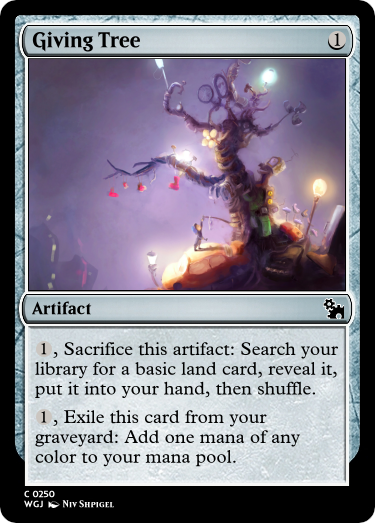 Giving Tree 1
Artifact
1, Sacrifice this artifact: Search your
library for a basic land card, reveal it,
put it into your hand, then shuffle.
1, Exile this card from your
graveyard: Add one mana of any
color to your mana pool.
C 0250
WGJ Niv Shpigel